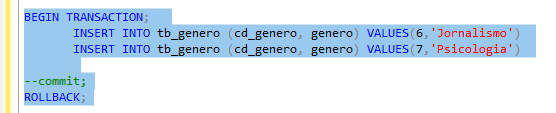 BEGIN TRANSACTION;
INSERT INTO tb_genero (cd_genero, genero) VALUES(6,'Jornalismo')
INSERT INTO tb_genero (cd_genero, genero) VALUES(7,'Psicologia')
--commit;
ROLLBACK;